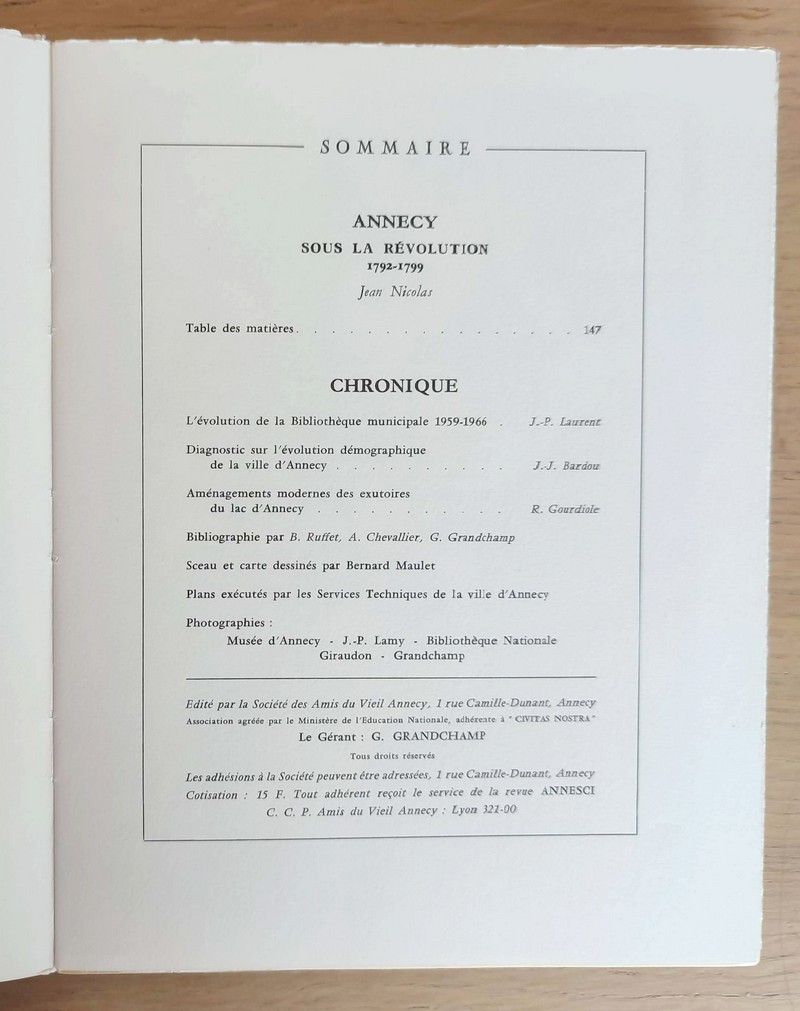 SOMMAIRE
ANNECY
SOUS LA RÉVOLUTION
1792-1799
Jean Nicolas
Table des matières . . . . . . . . . . . . . . . . 147
CHRONIQUE
L'évolution de la Bibliothèque municipale 1959-1966 . J.-P. Laurent
Diagnostic sur l'évolution démographique
de la ville d'Annecy . . . . . . . . . . J.-J. Bardou
Aménagements modernes des exutoires
du lac d'Annecy . . . . . . . . . . . R. Gourdiole
Bibliographie par B. Ruffet, A. Chevallier, G. Grandchamp
Sceau et carte dessinés par Bernard Maulet
Plans exécutés par les Services Techniques de la ville d'Annecy
Photographies :
Musée d'Annecy - J.-P. Lamy - Bibliothèque Nationale
Giraudon - Grandchamp
Edité par la Société des Amis du Vieil Annecy, 1 rue Camille-Dunant, Annecy
Association agréée par le Ministère de l'Education Nationale, adhérente à "CIVITAS NOSTRA"
Le Gérant : G. GRANDCHAMP
Tous droits réservés
Les adhésions à la Société peuvent être adressées, 1 rue Camille-Dunant, Annecy
Cotisation : 15 F. Tout adhérent reçoit le service de la revue ANNESCI
C. C. P. Amis du Vieil Annecy : Lyon 321-00